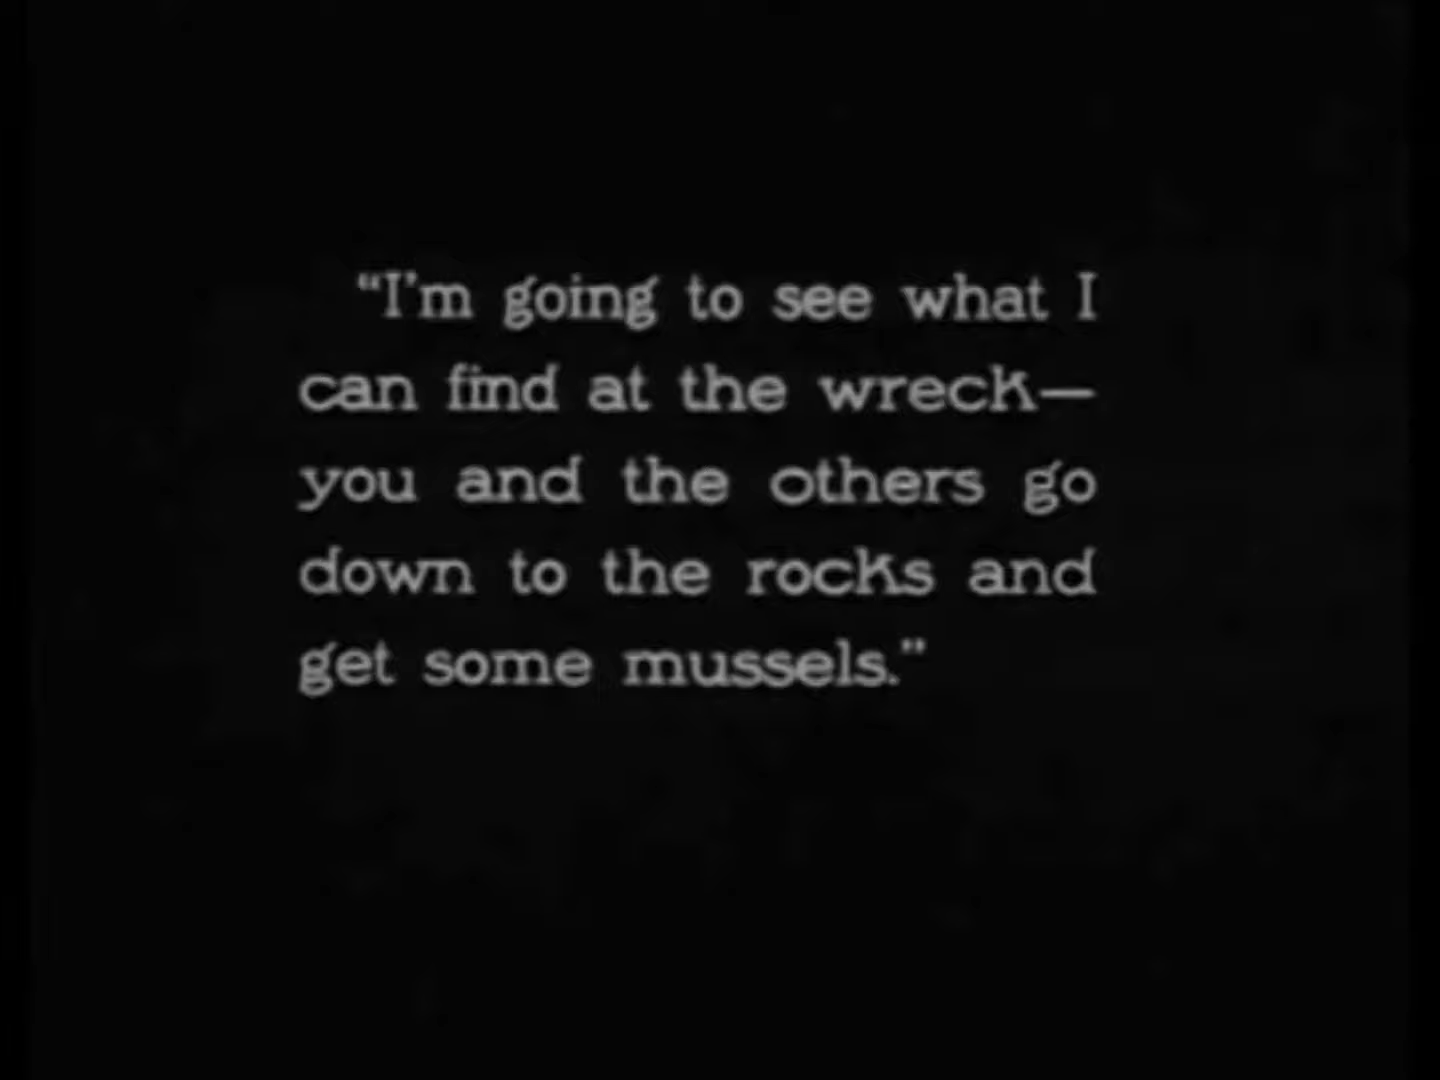 “I’m going to see what I
can find at the wreck—
you and the others go
down to the rocks and
get some mussels.”